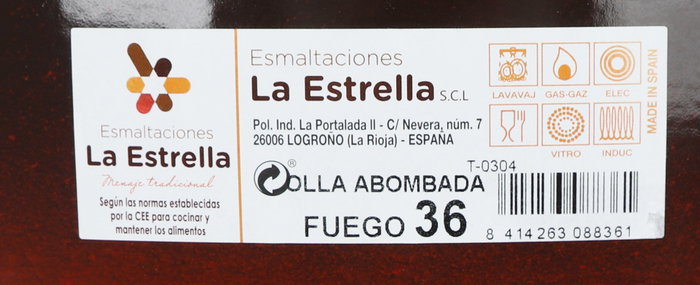 Esmaltaciones
La Estrella
Menaje tradicional
Según las normas establecidas
por la CEE para cocinar y
mantener los alimentos
Esmaltaciones
La Estrella S.C.L
Pol. Ind. La Portalada II - C/ Nevera, núm. 7
26006 LOGROÑO (La Rioja) - ESPAÑA
LAVAVAJ GAS-GAZ ELEC
VITRO INDUC
MADE IN SPAIN
T-0304
® OLLA ABOMBADA
FUEGO 36
8 414263 088361